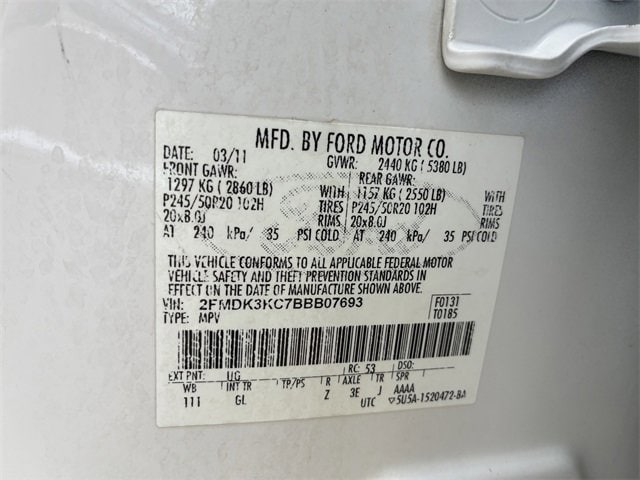 MFD. BY FORD MOTOR CO.
DATE: 03/11 GVWR: 2440 KG (5380 LB)
FRONT GAWR: REAR GAWR:
1297 KG (2860 LB) WITH 1157 KG (2550 LB) WITH
P245/50R20 102H TIRES P245/50R20 102H TIRES
20x8.0J RIMS 20x8.0J RIMS
AT 240 kPa/ 35 PSI COLD AT 240 kPa/ 35 PSI COLD
THIS VEHICLE CONFORMS TO ALL APPLICABLE FEDERAL MOTOR
VEHICLE SAFETY AND THEFT PREVENTION STANDARDS IN
EFFECT ON THE DATE OF MANUFACTURE SHOWN ABOVE.
VIN: 2FMDK3KC7BBB07693 F0131
TYPE: MPV T0185
EXT PNT: UG RC: 53 DSO:
WB INT TR TP/PS R AXLE TR SPR
111 GL Z 3E J AAAA
UTC 5U5A-1520472-BA